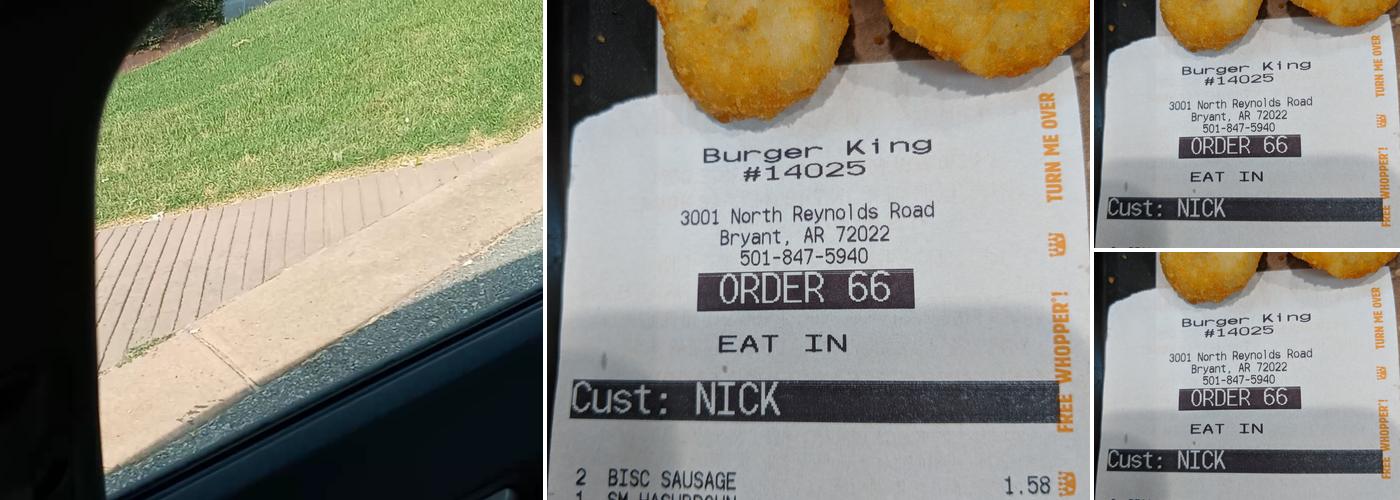 Burger King
#14025
3001 North Reynolds Road
Bryant, AR 72022
501-847-5940
ORDER 66
EAT IN
Cust: NICK
2 BISC SAUSAGE 1.58
1 SM HASHBROWN
TURN ME OVER
FREE WHOPPER®!
Burger King
#14025
3001 North Reynolds Road
Bryant, AR 72022
501-847-5940
ORDER 66
EAT IN
Cust: NICK
TURN ME OVER
FREE WHOPPER®!
Burger King
#14025
3001 North Reynolds Road
Bryant, AR 72022
501-847-5940
ORDER 66
EAT IN
Cust: NICK
TURN ME OVER
FREE WHOPPER®!